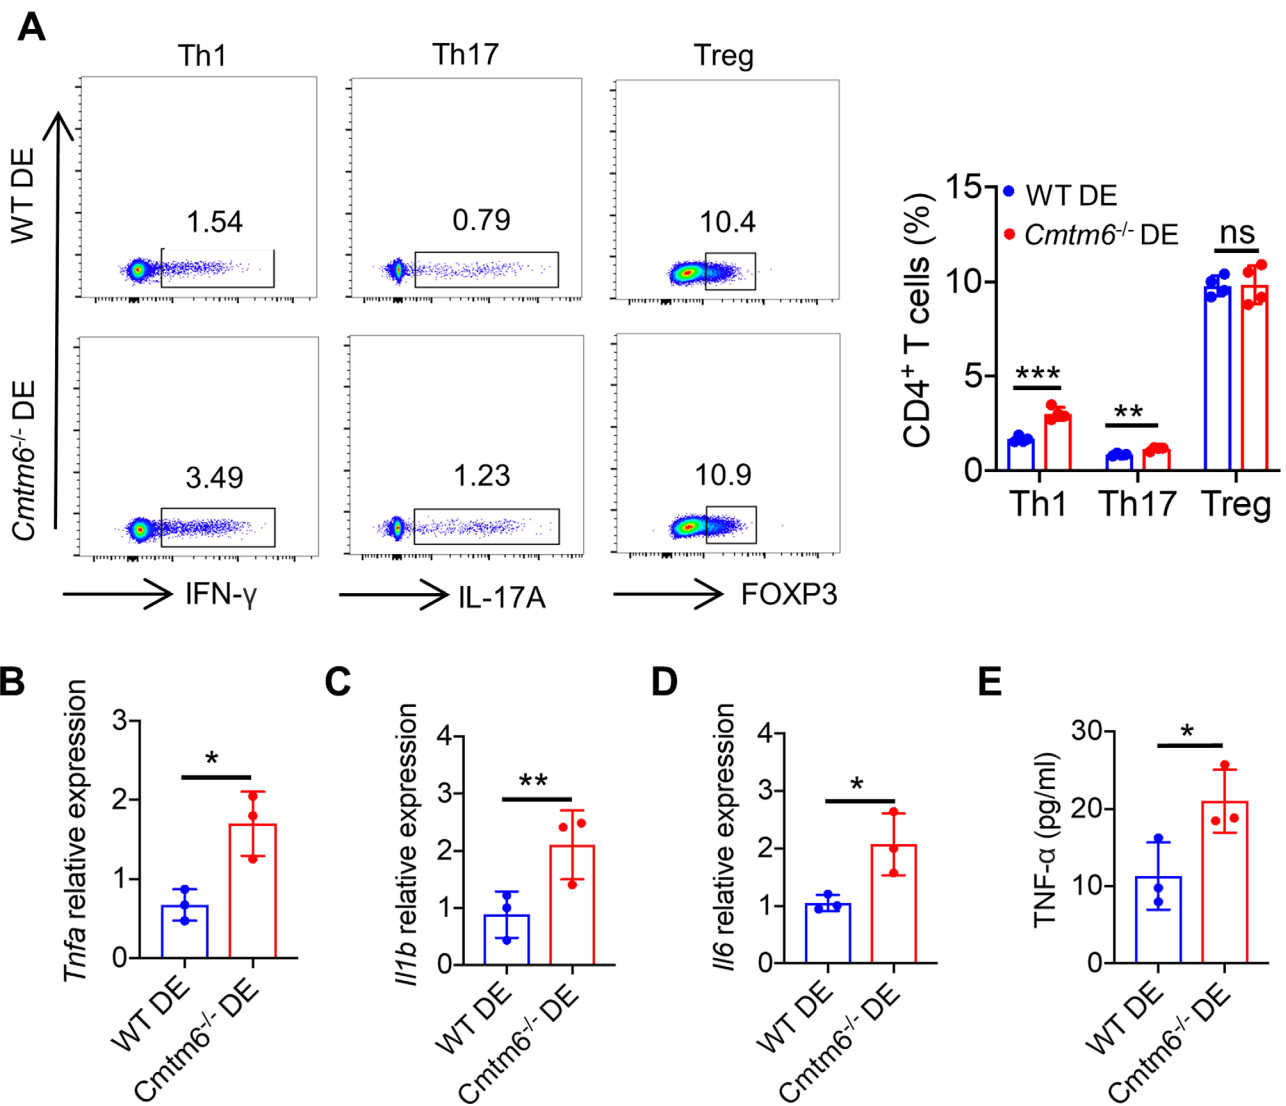 A
Th1
Th17
Treg
WT DE
1.54
0.79
10.4
Cmtm6-/- DE
3.49
1.23
10.9
IFN-γ
IL-17A
FOXP3
CD4+ T cells (%)
15
10
5
0
WT DE
Cmtm6-/- DE
***
**
ns
Th1
Th17
Treg
B
Tnfa relative expression
3
2
1
0
*
WT DE
Cmtm6-/- DE
C
Il1b relative expression
4
3
2
1
0
**
WT DE
Cmtm6-/- DE
D
Il6 relative expression
4
3
2
1
0
*
WT DE
Cmtm6-/- DE
E
TNF-α (pg/ml)
30
20
10
0
*
WT DE
Cmtm6-/- DE